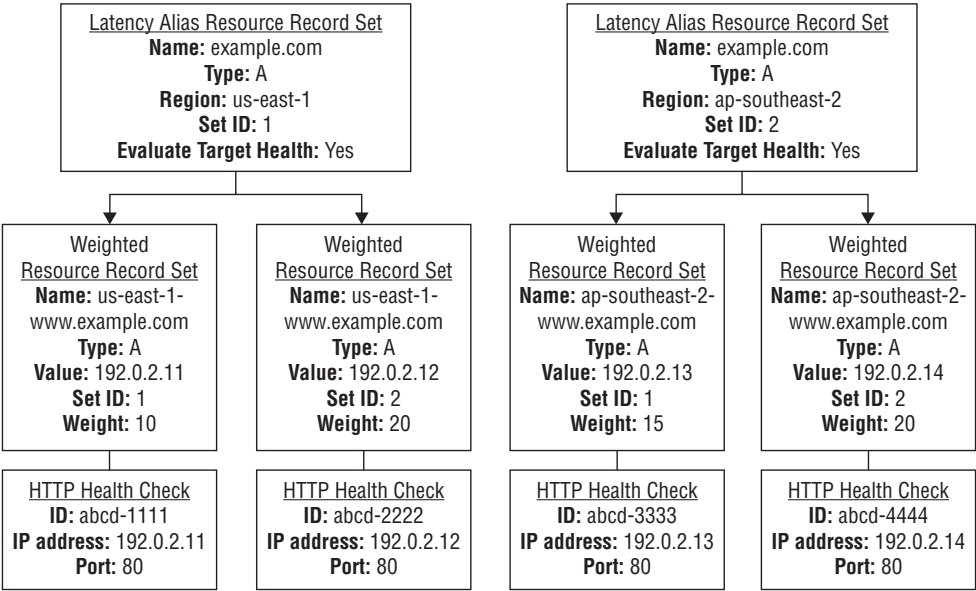 Latency Alias Resource Record Set
Name: example.com
Type: A
Region: us-east-1
Set ID: 1
Evaluate Target Health: Yes
Latency Alias Resource Record Set
Name: example.com
Type: A
Region: ap-southeast-2
Set ID: 2
Evaluate Target Health: Yes
Weighted
Resource Record Set
Name: us-east-1-
www.example.com
Type: A
Value: 192.0.2.11
Set ID: 1
Weight: 10
Weighted
Resource Record Set
Name: us-east-1-
www.example.com
Type: A
Value: 192.0.2.12
Set ID: 2
Weight: 20
Weighted
Resource Record Set
Name: ap-southeast-2-
www.example.com
Type: A
Value: 192.0.2.13
Set ID: 1
Weight: 15
Weighted
Resource Record Set
Name: ap-southeast-2-
www.example.com
Type: A
Value: 192.0.2.14
Set ID: 2
Weight: 20
HTTP Health Check
ID: abcd-1111
IP address: 192.0.2.11
Port: 80
HTTP Health Check
ID: abcd-2222
IP address: 192.0.2.12
Port: 80
HTTP Health Check
ID: abcd-3333
IP address: 192.0.2.13
Port: 80
HTTP Health Check
ID: abcd-4444
IP address: 192.0.2.14
Port: 80